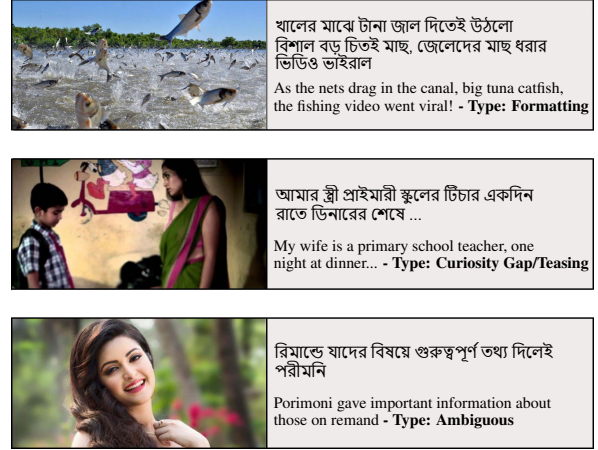 খালের মাঝে টানা জাল দিতেই উঠলো
বিশাল বড় চিতই মাছ, জেলেদের মাছ ধরার
ভিডিও ভাইরাল
As the nets drag in the canal, big tuna catfish,
the fishing video went viral! - Type: Formatting
আমার স্ত্রী প্রাইমারী স্কুলের টিচার একদিন
রাতে ডিনারের শেষে ...
My wife is a primary school teacher, one
night at dinner... - Type: Curiosity Gap/Teasing
রিমান্ডে যাদের বিষয়ে গুরুত্বপূর্ণ তথ্য দিলেই
পরীমনি
Porimoni gave important information about
those on remand - Type: Ambiguous